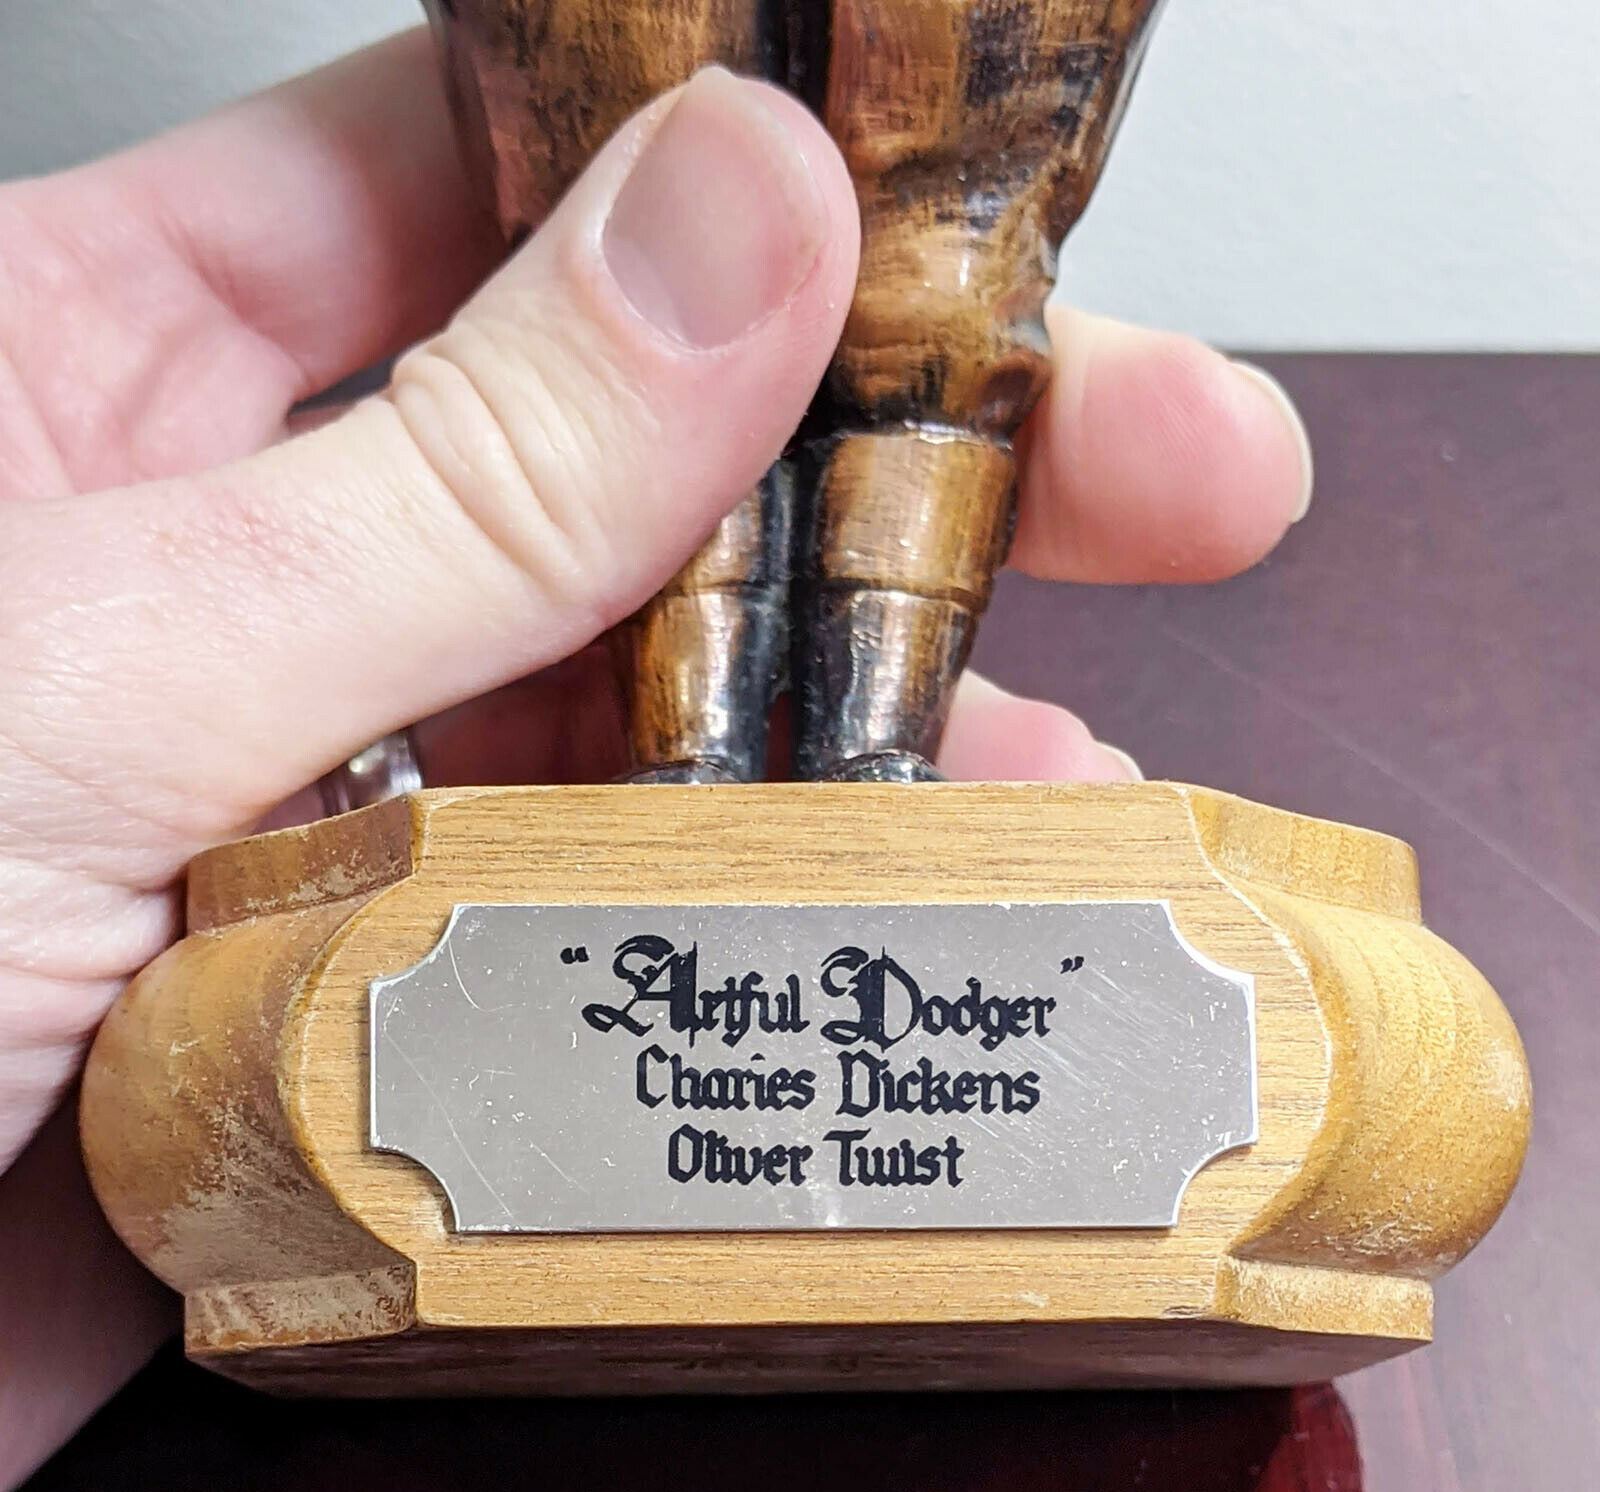 "Artful Dodger"
Charles Dickens
Oliver Twist